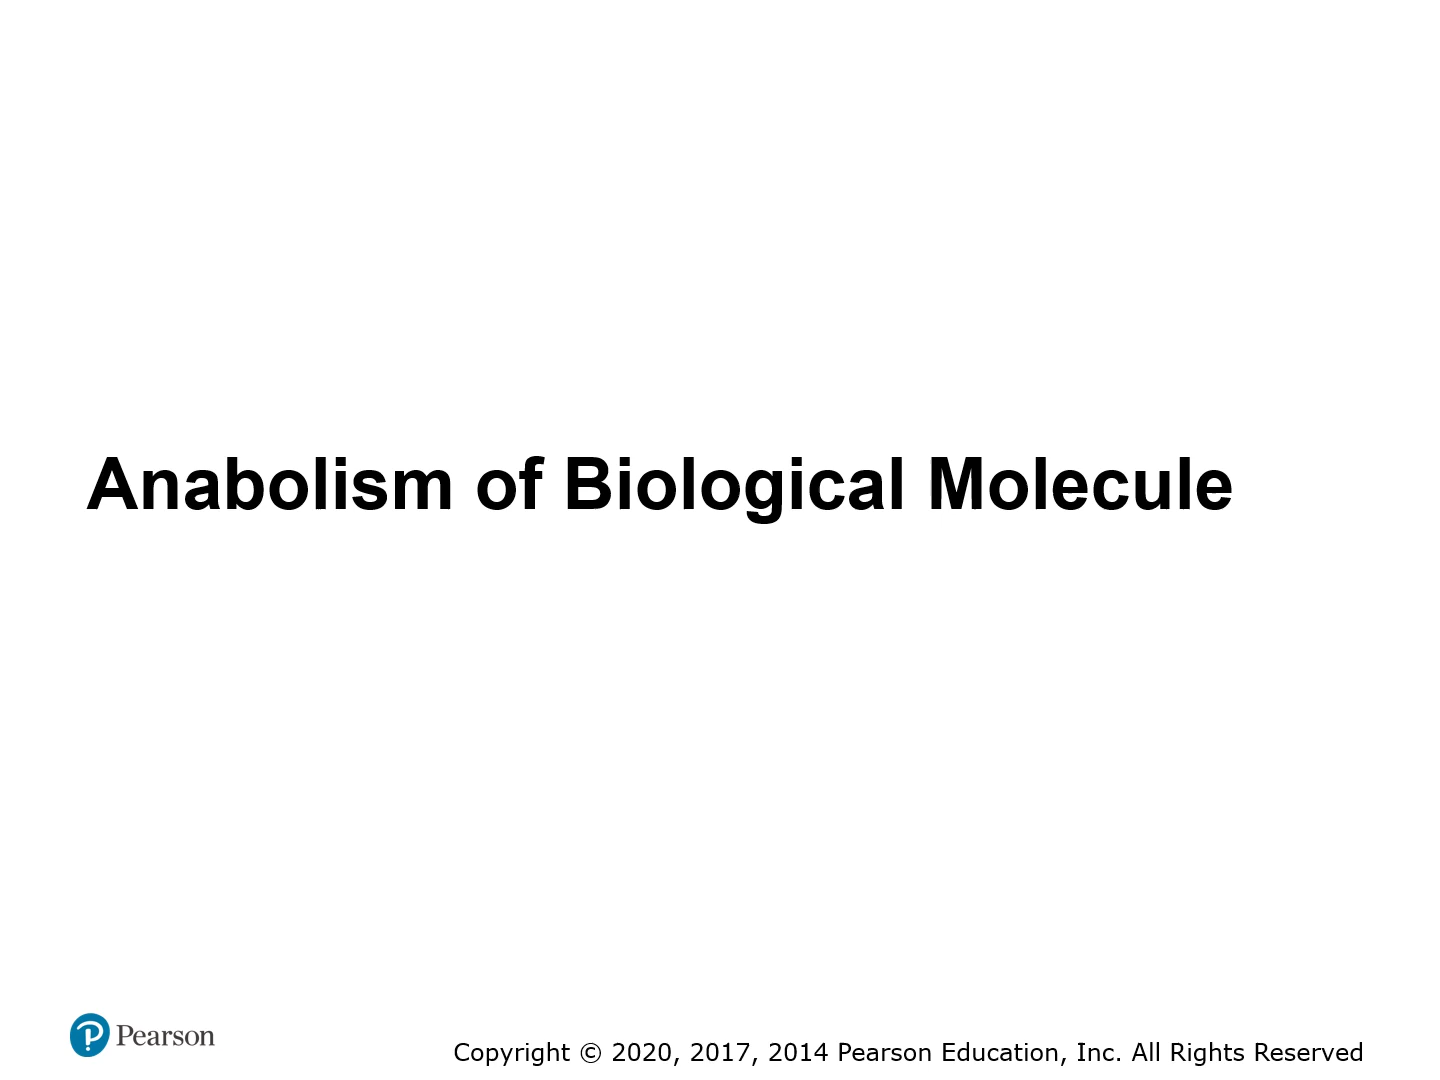 Anabolism of Biological Molecule
Pearson
Copyright © 2020, 2017, 2014 Pearson Education, Inc. All Rights Reserved